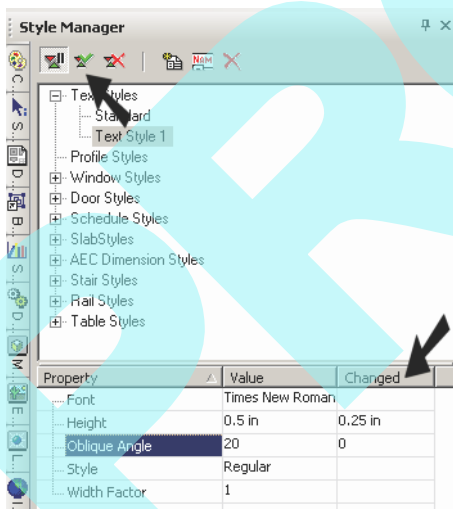 Style Manager
NAM
Text Styles
Standard
Text Style 1
Profile Styles
Window Styles
Door Styles
Schedule Styles
SlabStyles
AEC Dimension Styles
Stair Styles
Rail Styles
Table Styles
Property Value Changed
Font Times New Roman
Height 0.5 in 0.25 in
Oblique Angle 20 0
Style Regular
Width Factor 1